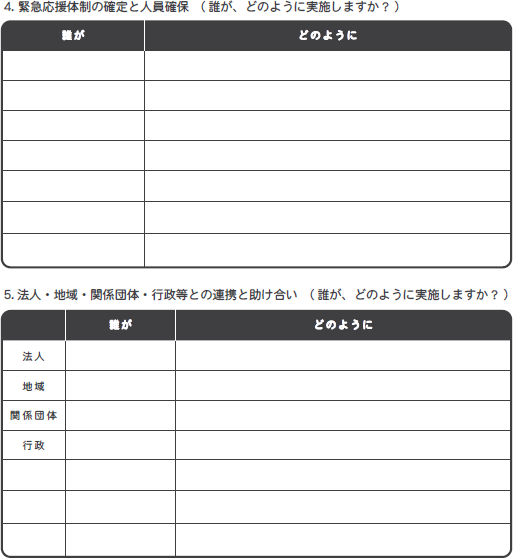 4. 緊急応援体制の確定と人員確保 （ 誰が、どのように実施しますか？ ）
誰が どのように
5. 法人・地域・関係団体・行政等との連携と助け合い （ 誰が、どのように実施しますか？ ）
誰が どのように
法人
地域
関係団体
行政